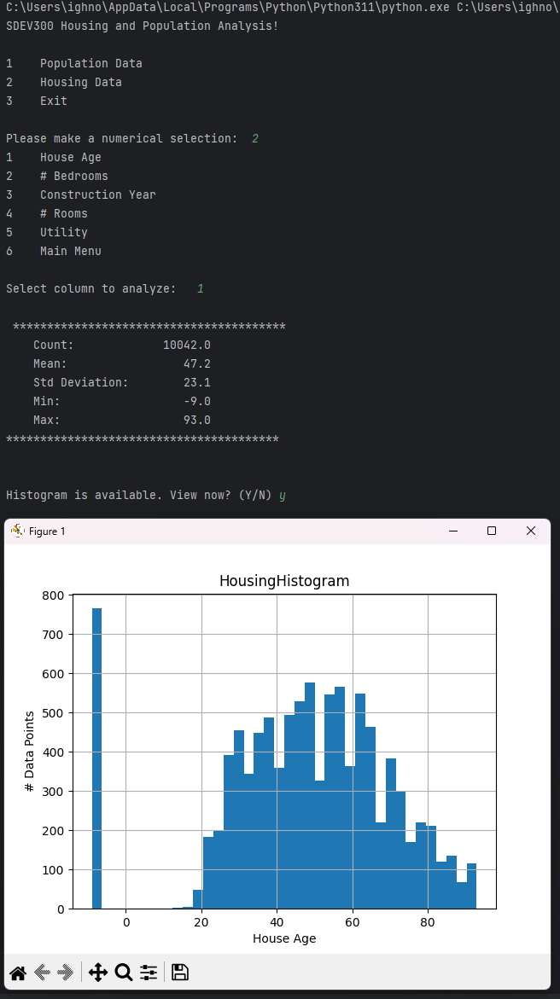 C:\Users\ighno\AppData\Local\Programs\Python\Python311\python.exe C:\Users\ighno\
SDEV300 Housing and Population Analysis!
1 Population Data
2 Housing Data
3 Exit
Please make a numerical selection: 2
1 House Age
2 # Bedrooms
3 Construction Year
4 # Rooms
5 Utility
6 Main Menu
Select column to analyze: 1
****************************************
Count: 10042.0
Mean: 47.2
Std Deviation: 23.1
Min: -9.0
Max: 93.0
****************************************
Histogram is available. View now? (Y/N) y
Figure 1
HousingHistogram
800
700
600
500
400
300
200
100
0
# Data Points
0 20 40 60 80
House Age